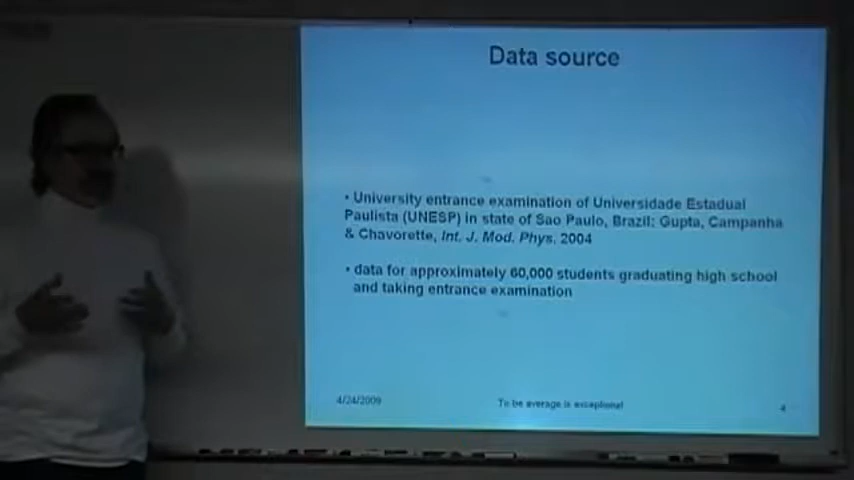 Data source
• University entrance examination of Universidade Estadual
Paulista (UNESP) in state of Sao Paulo, Brazil: Gupta, Campanha
& Chavorette, Int. J. Mod. Phys. 2004
• data for approximately 60,000 students graduating high school
and taking entrance examination
4/24/2009
To be average is exceptional
4